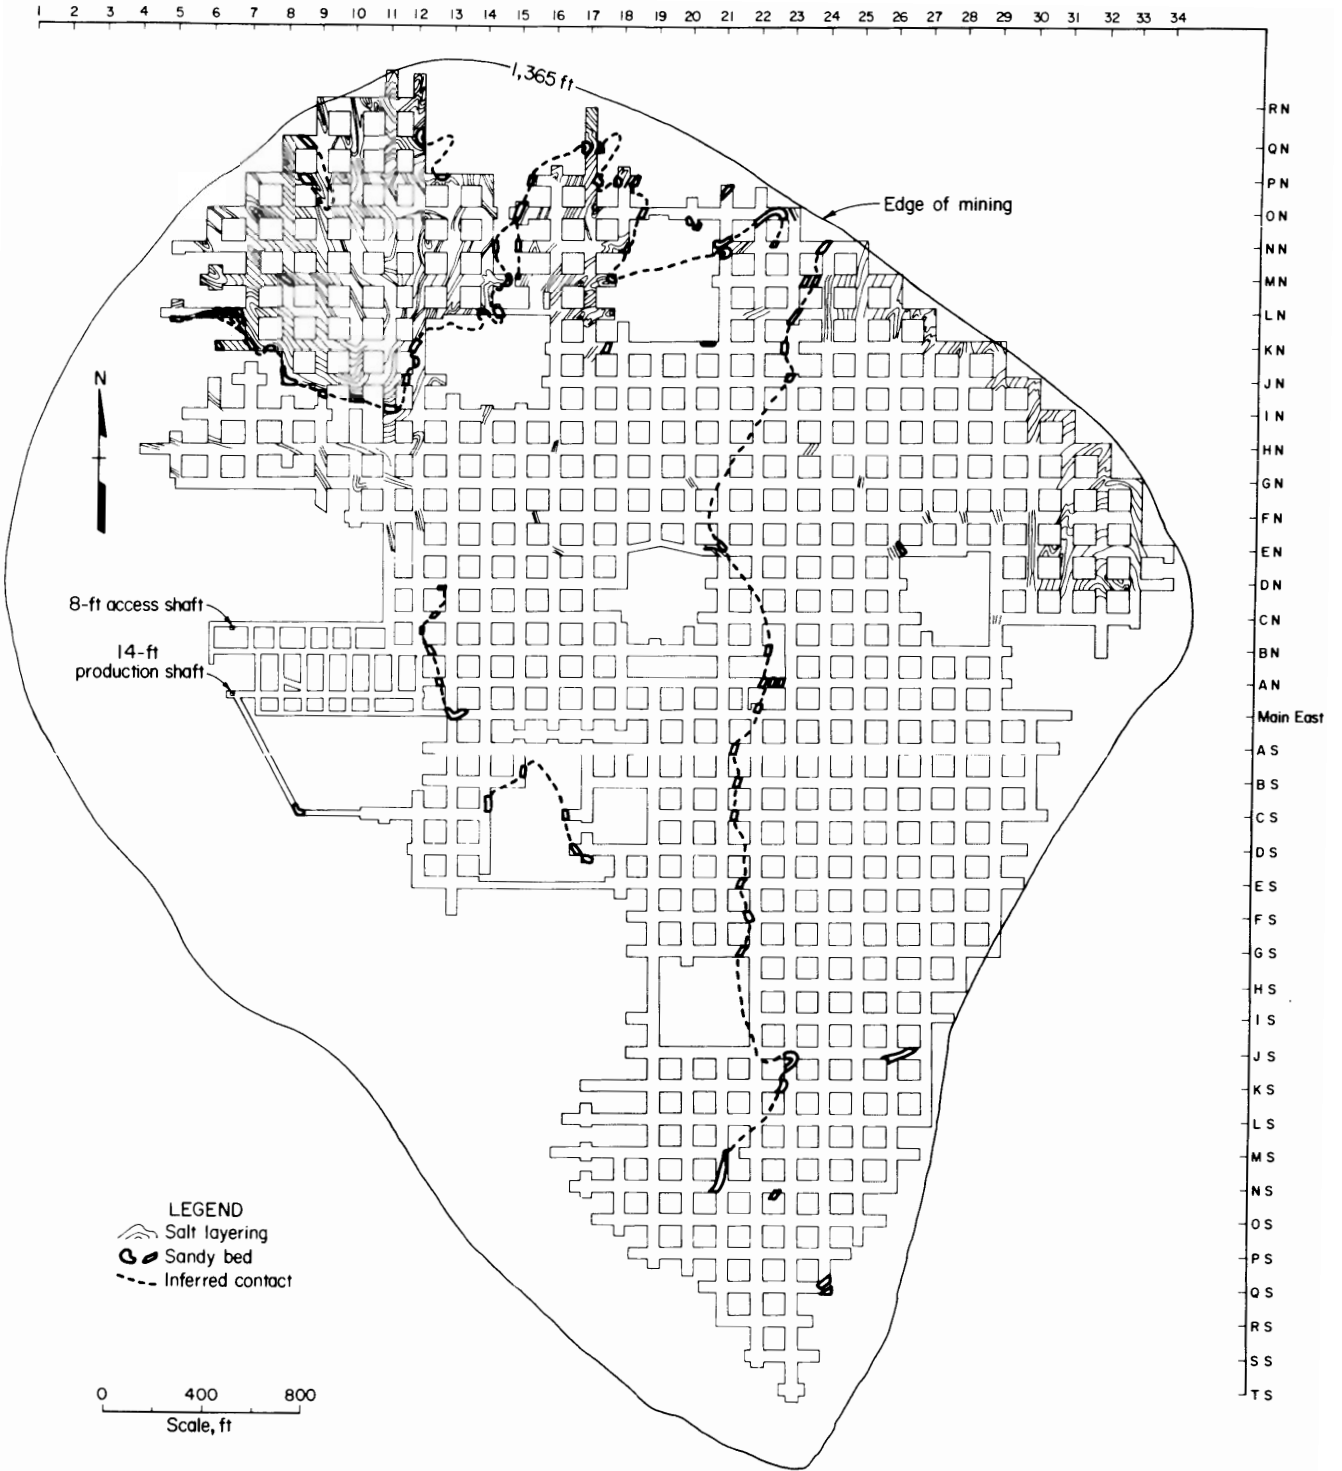 1 2 3 4 5 6 7 8 9 10 11 12 13 14 15 16 17 18 19 20 21 22 23 24 25 26 27 28 29 30 31 32 33 34
1,365 ft
RN
QN
PN
Edge of mining
ON
NN
MN
LN
KN
N
JN
IN
HN
GN
FN
EN
DN
8-ft access shaft
CN
14-ft
production shaft
BN
AN
Main East
AS
BS
CS
DS
ES
FS
GS
HS
IS
JS
KS
LS
MS
NS
LEGEND
Salt layering
OS
Sandy bed
PS
Inferred contact
QS
RS
SS
TS
0 400 800
Scale, ft